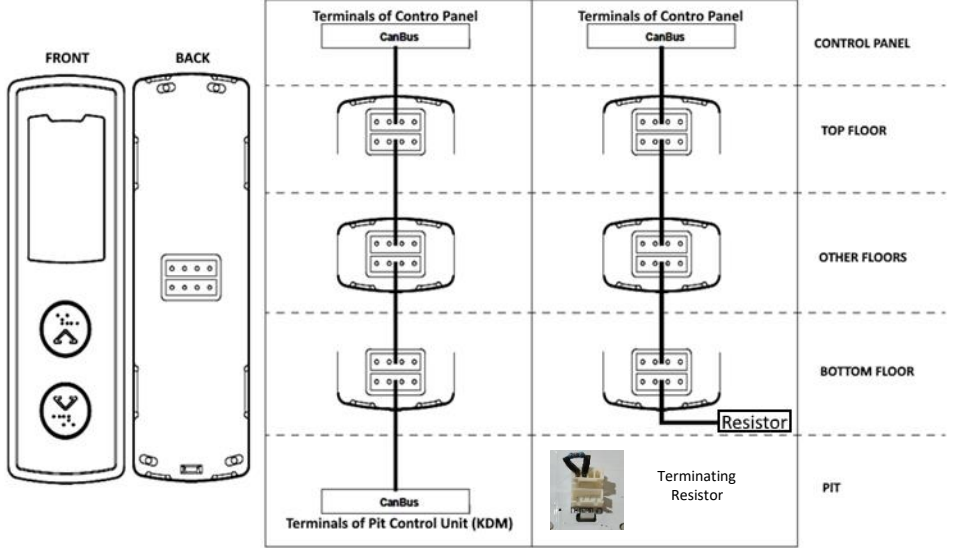 FRONT
BACK
Terminals of Contro Panel
CanBus
Terminals of Contro Panel
CanBus
CONTROL PANEL
TOP FLOOR
OTHER FLOORS
BOTTOM FLOOR
Resistor
CanBus
Terminals of Pit Control Unit (KDM)
Terminating
Resistor
PIT